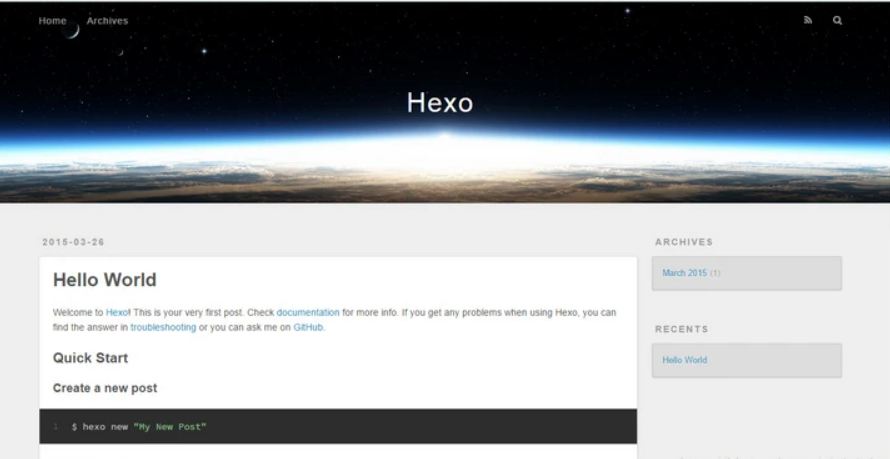 Home Archives
Hexo
2015-03-26
Hello World
Welcome to Hexo! This is your very first post. Check documentation for more info. If you get any problems when using Hexo, you can
find the answer in troubleshooting or you can ask me on GitHub.
Quick Start
Create a new post
1 $ hexo new "My New Post"
ARCHIVES
March 2015 (1)
RECENTS
Hello World